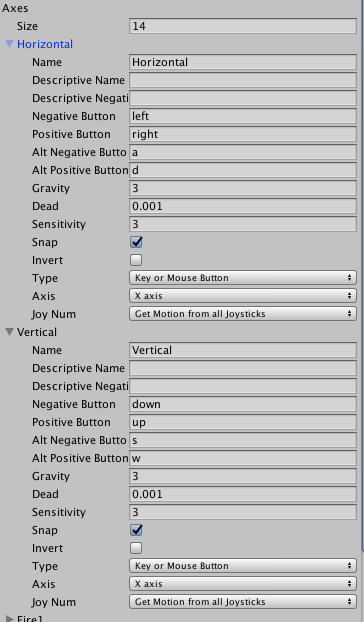 Axes
Size 14
Horizontal
Name Horizontal
Descriptive Name
Descriptive Negati
Negative Button left
Positive Button right
Alt Negative Butto a
Alt Positive Button d
Gravity 3
Dead 0.001
Sensitivity 3
Snap
Invert
Type Key or Mouse Button
Axis X axis
Joy Num Get Motion from all Joysticks
Vertical
Name Vertical
Descriptive Name
Descriptive Negati
Negative Button down
Positive Button up
Alt Negative Butto s
Alt Positive Button w
Gravity 3
Dead 0.001
Sensitivity 3
Snap
Invert
Type Key or Mouse Button
Axis X axis
Joy Num Get Motion from all Joysticks
Fire1